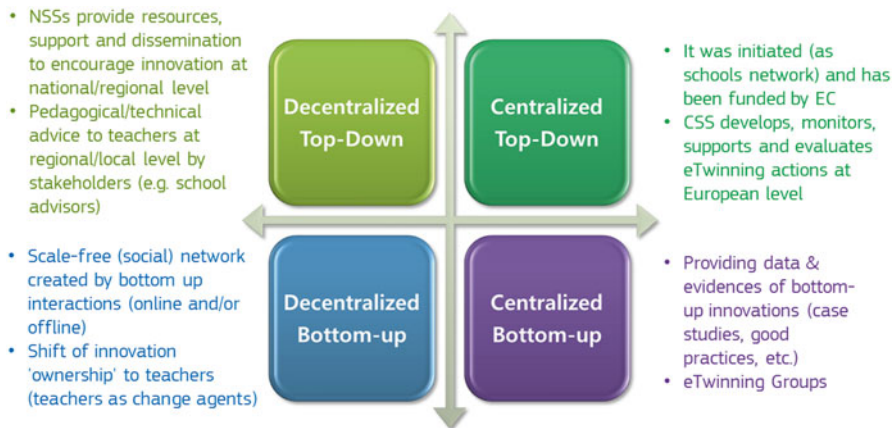 • NSSs provide resources,
support and dissemination
to encourage innovation at
national/regional level
• Pedagogical/technical
advice to teachers at
regional/local level by
stakeholders (e.g. school
advisors)
Decentralized
Top-Down
Centralized
Top-Down
• It was initiated (as
schools network) and has
been funded by EC
• CSS develops, monitors,
supports and evaluates
eTwinning actions at
European level
• Scale-free (social) network
created by bottom up
interactions (online and/or
offline)
• Shift of innovation
'ownership' to teachers
(teachers as change agents)
Decentralized
Bottom-up
Centralized
Bottom-up
• Providing data &
evidences of bottom-
up innovations (case
studies, good
practices, etc.)
• eTwinning Groups